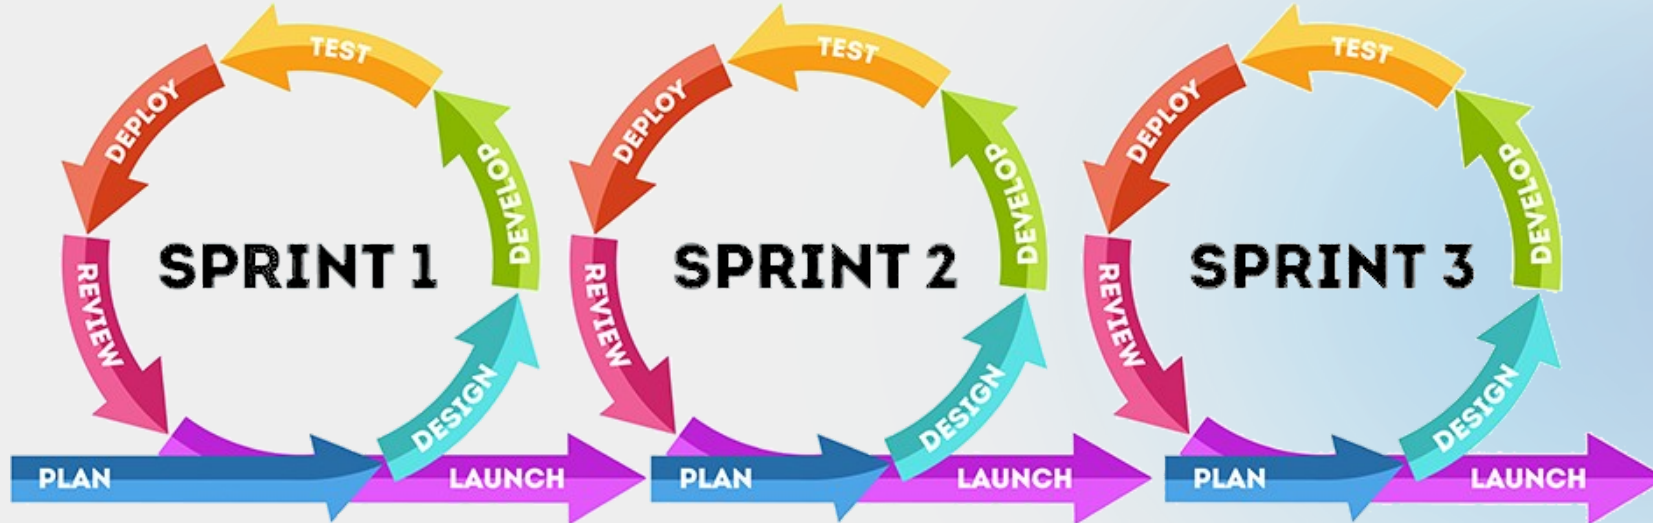 PLAN
DESIGN
DEVELOP
TEST
DEPLOY
REVIEW
LAUNCH
SPRINT 1
PLAN
DESIGN
DEVELOP
TEST
DEPLOY
REVIEW
LAUNCH
SPRINT 2
PLAN
DESIGN
DEVELOP
TEST
DEPLOY
REVIEW
LAUNCH
SPRINT 3